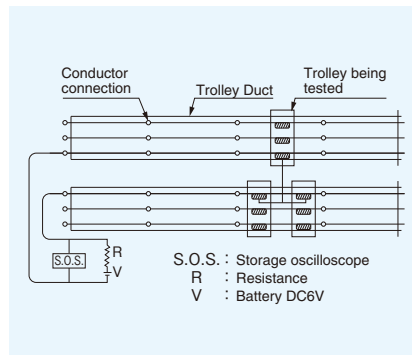 Conductor
connection
Trolley Duct
Trolley being
tested
S.O.S.
R
V
S.O.S. : Storage oscilloscope
R : Resistance
V : Battery DC6V